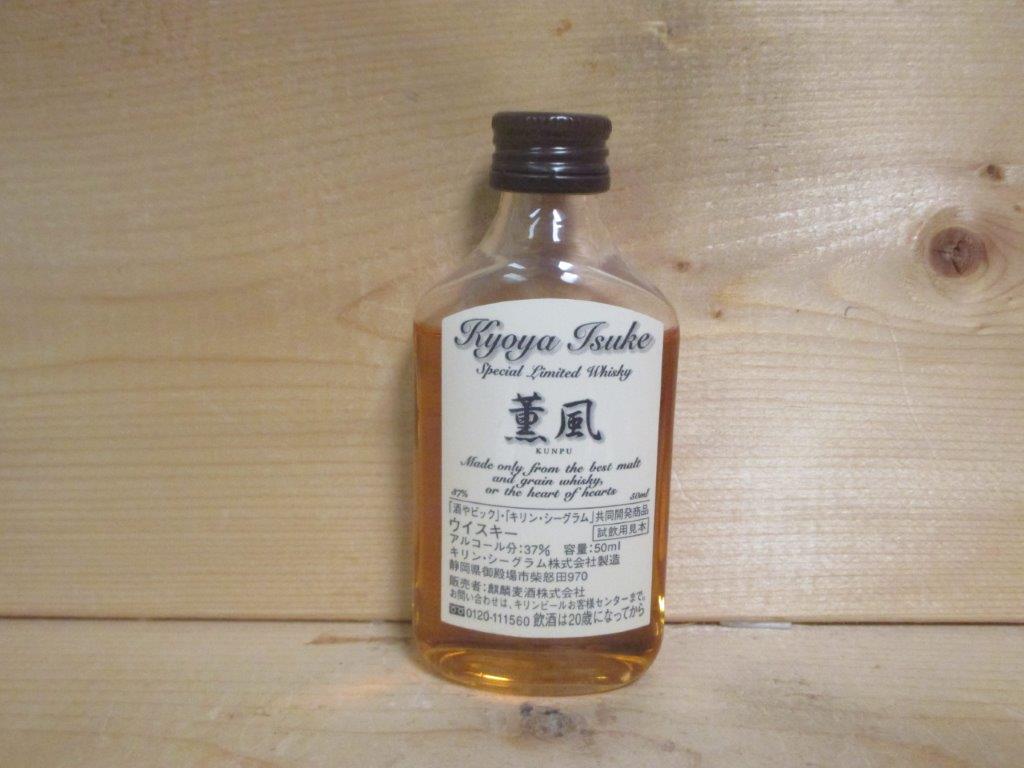 Kyoya Isuke
Special Limited Whisky
薫風
KUNPU
Made only from the best malt
and grain whisky,
or the heart of hearts
37% 50ml
「酒やビック」・「キリン・シーグラム」共同開発商品
ウイスキー 試飲用見本
アルコール分:37% 容量:50ml
キリン・シーグラム株式会社製造
静岡県御殿場市柴怒田970
販売者:麒麟麦酒株式会社
お問い合わせは、キリンビールお客様センターまで。
0120-111560 飲酒は20歳になってから